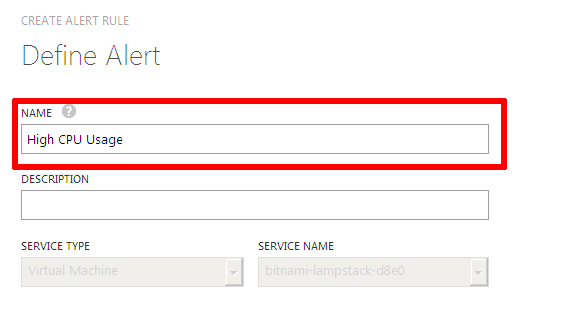 CREATE ALERT RULE
Define Alert
NAME ?
High CPU Usage
DESCRIPTION
SERVICE TYPE SERVICE NAME
Virtual Machine bitnami-lampstack-d8e0